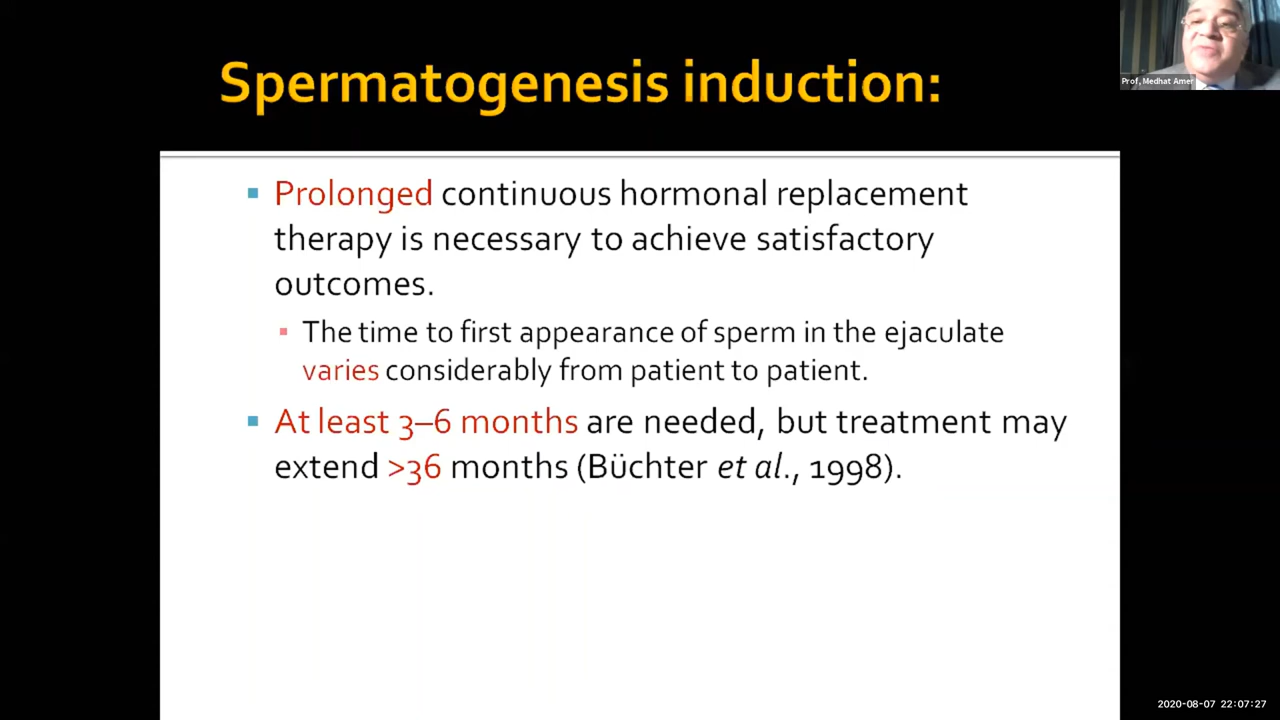 Prof, Medhat Amer
Spermatogenesis induction:
Prolonged continuous hormonal replacement
therapy is necessary to achieve satisfactory
outcomes.
The time to first appearance of sperm in the ejaculate
varies considerably from patient to patient.
At least 3–6 months are needed, but treatment may
extend >36 months (Büchter et al., 1998).
2020-08-07 22:07:27